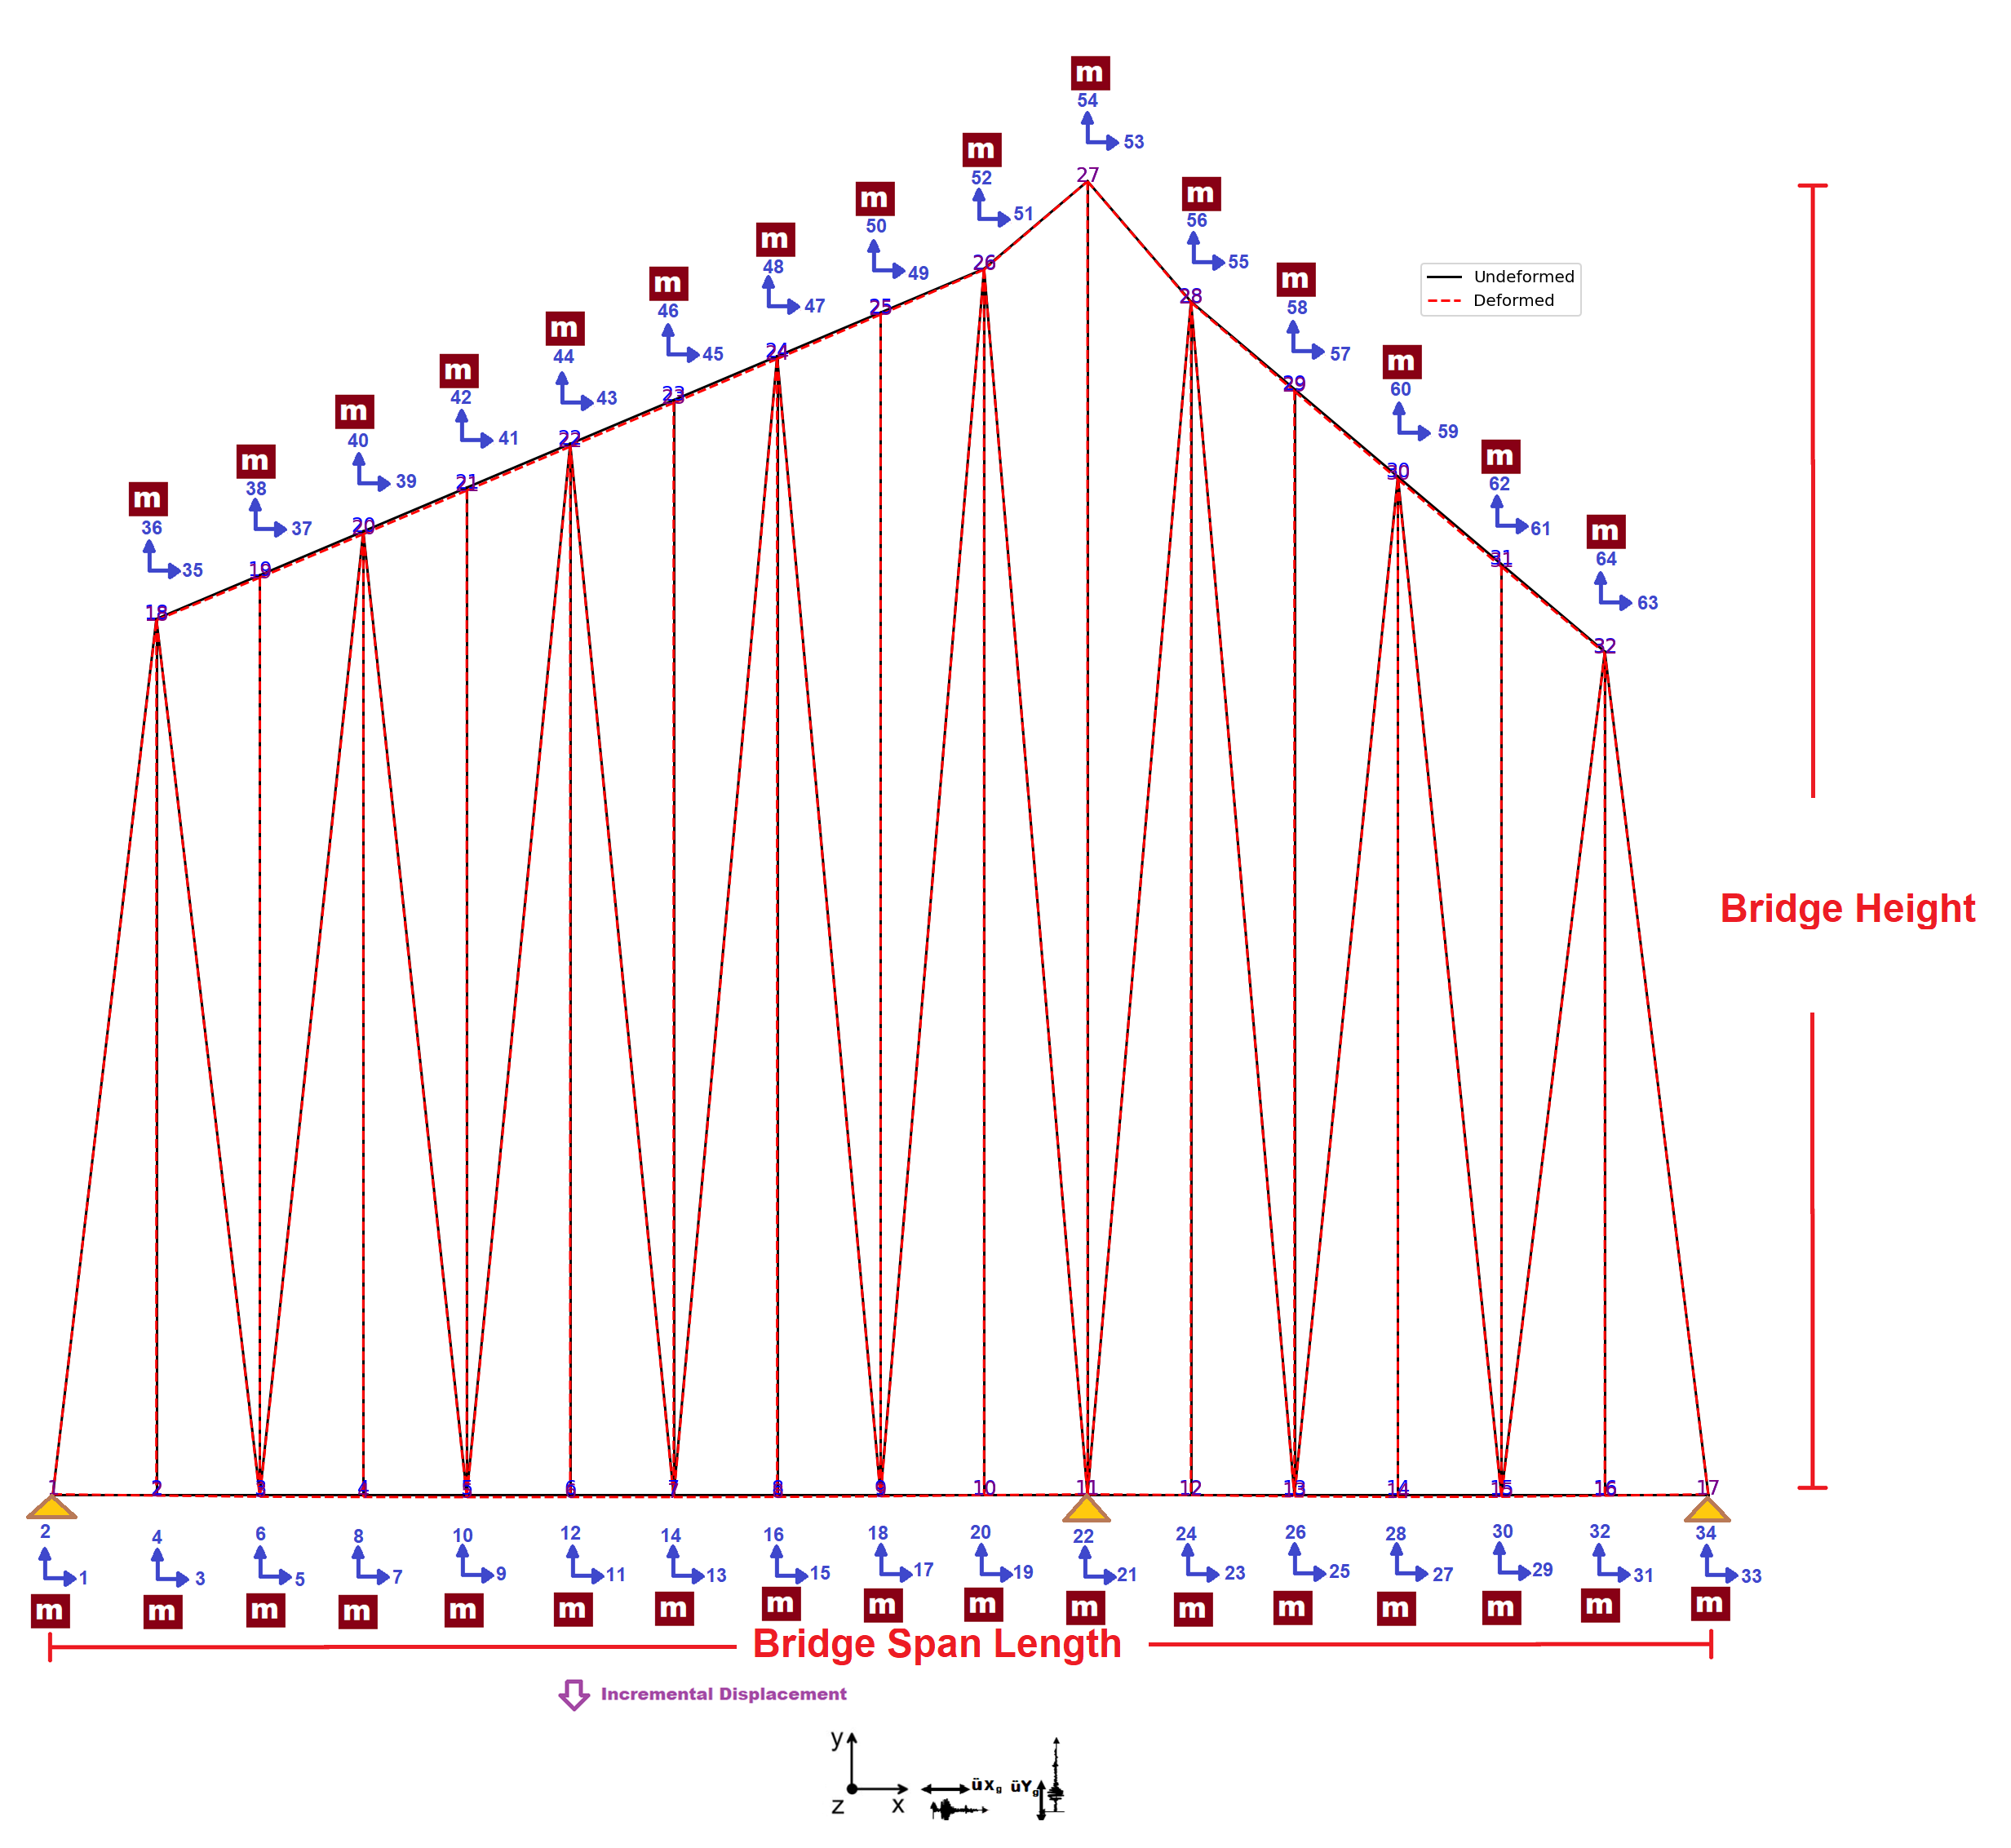 m
54
53
27
m
52
51
26
m
56
55
28
m
50
49
25
m
58
57
29
Undeformed
Deformed
m
48
47
24
m
46
45
23
m
60
59
30
m
44
43
22
m
42
41
21
m
40
39
20
m
62
61
31
m
38
37
19
m
36
35
18
m
64
63
32
Bridge Height
1 2 3 4 5 6 7 8 9 10 11 12 13 14 15 16 17
2 4 6 8 10 12 14 16 18 20 22 24 26 28 30 32 34
1 3 5 7 9 11 13 15 17 19 21 23 25 27 29 31 33
m m m m m m m m m m m m m m m m m
Bridge Span Length
Incremental Displacement
y
z x üXg üYg